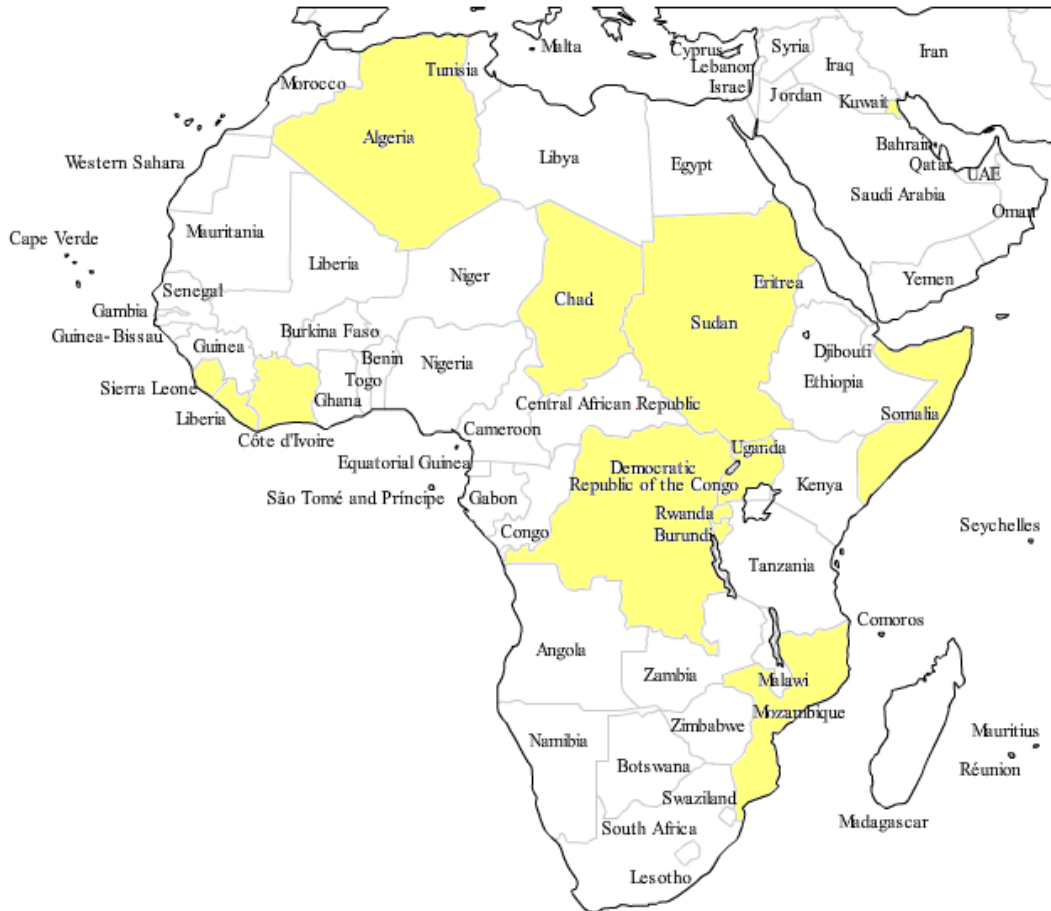 Malta
Cyprus
Syria
Lebanon
Iraq
Iran
Tunisia
Israel
Morocco
Jordan
Kuwait
Algeria
Bahrain
Western Sahara
Libya
Egypt
Qatar
UAE
Saudi Arabia
Oman
Mauritania
Cape Verde
Liberia
Niger
Yemen
Senegal
Chad
Eritrea
Gambia
Sudan
Guinea-Bissau
Burkina Faso
Guinea
Benin
Nigeria
Djibouti
Togo
Ethiopia
Sierra Leone
Ghana
Central African Republic
Somalia
Liberia
Cameroon
Côte d'Ivoire
Uganda
Equatorial Guinea
Democratic
Republic of the Congo
Kenya
São Tomé and Príncipe
Gabon
Rwanda
Congo
Burundi
Seychelles
Tanzania
Comoros
Angola
Zambia
Malawi
Mozambique
Zimbabwe
Namibia
Mauritius
Botswana
Réunion
Swaziland
South Africa
Madagascar
Lesotho